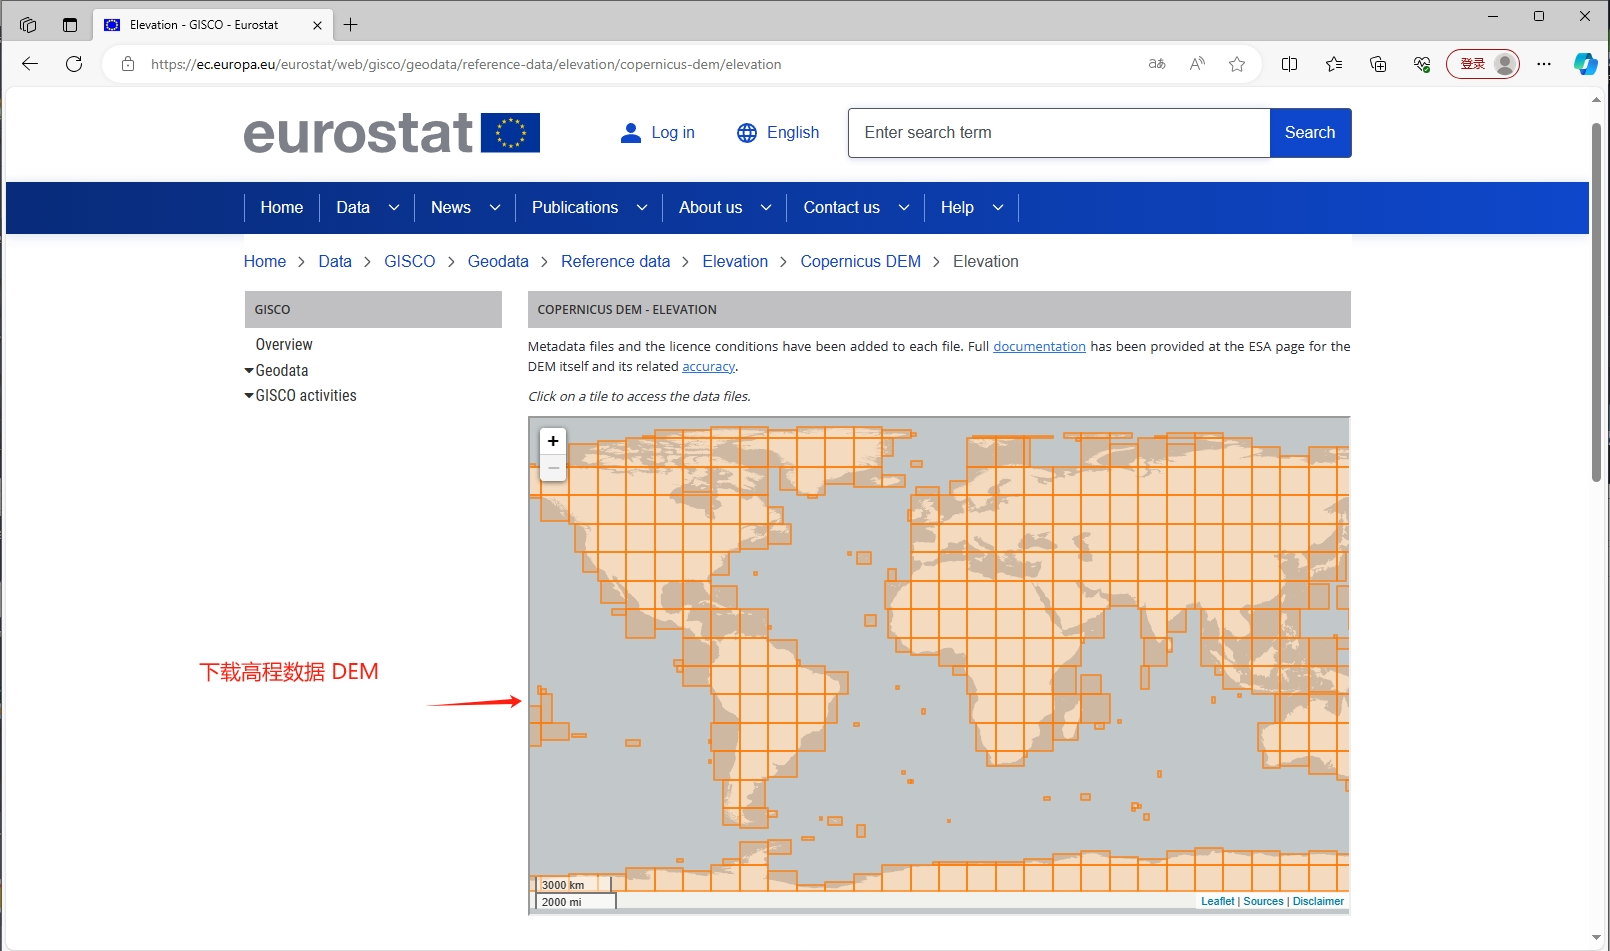 Elevation - GISCO - Eurostat
https://ec.europa.eu/eurostat/web/gisco/geodata/reference-data/elevation/copernicus-dem/elevation
登录
eurostat
Log in
English
Enter search term
Search
Home
Data
News
Publications
About us
Contact us
Help
Home > Data > GISCO > Geodata > Reference data > Elevation > Copernicus DEM > Elevation
GISCO
Overview
Geodata
GISCO activities
COPERNICUS DEM - ELEVATION
Metadata files and the licence conditions have been added to each file. Full documentation has been provided at the ESA page for the
DEM itself and its related accuracy.
Click on a tile to access the data files.
+
−
下载高程数据 DEM
3000 km
2000 mi
Leaflet | Sources | Disclaimer